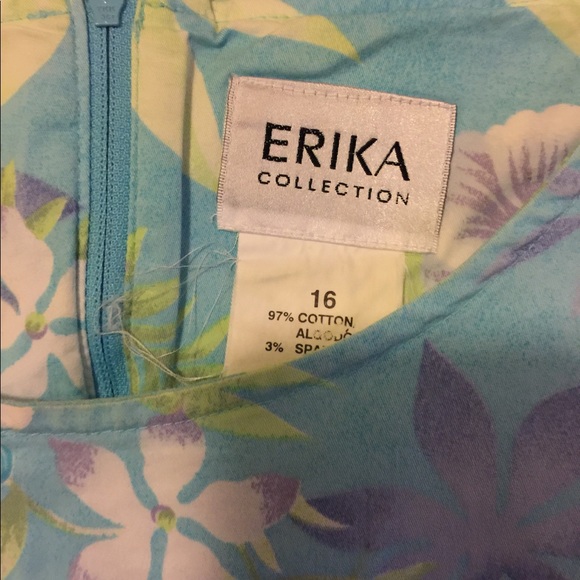 ERIKA
COLLECTION
16
97% COTTON
3%